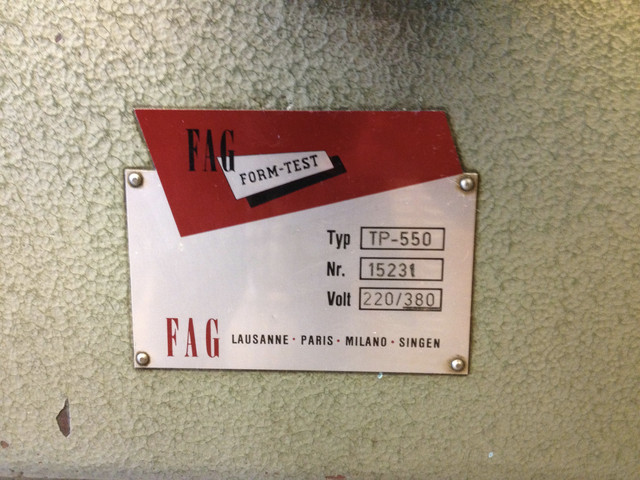 FAG
FORM-TEST
Typ TP-550
Nr. 15231
Volt 220/380
FAG LAUSANNE · PARIS · MILANO · SINGEN